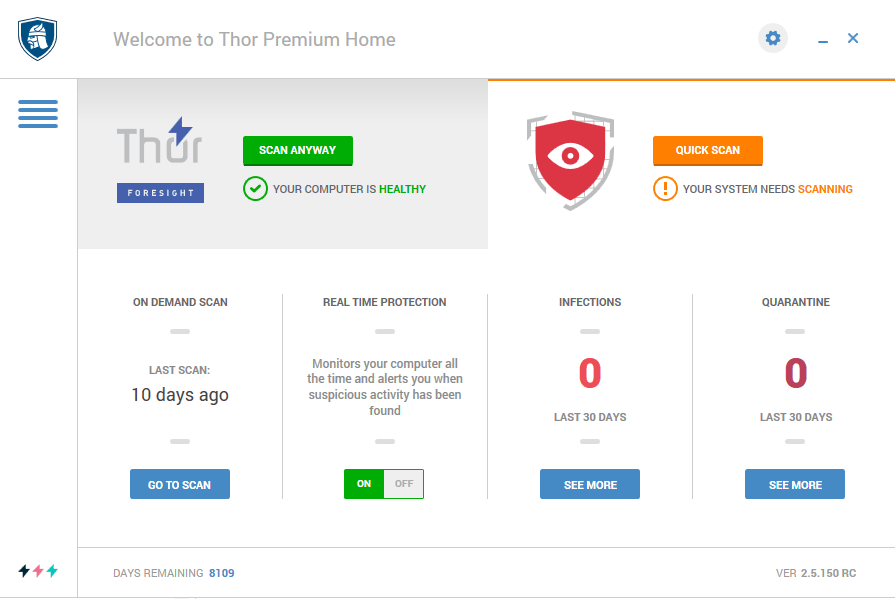 Welcome to Thor Premium Home
Thor
FORESIGHT
SCAN ANYWAY
YOUR COMPUTER IS HEALTHY
QUICK SCAN
YOUR SYSTEM NEEDS SCANNING
ON DEMAND SCAN
LAST SCAN:
10 days ago
GO TO SCAN
REAL TIME PROTECTION
Monitors your computer all
the time and alerts you when
suspicious activity has been
found
ON OFF
INFECTIONS
0
LAST 30 DAYS
SEE MORE
QUARANTINE
0
LAST 30 DAYS
SEE MORE
DAYS REMAINING 8109
VER 2.5.150 RC